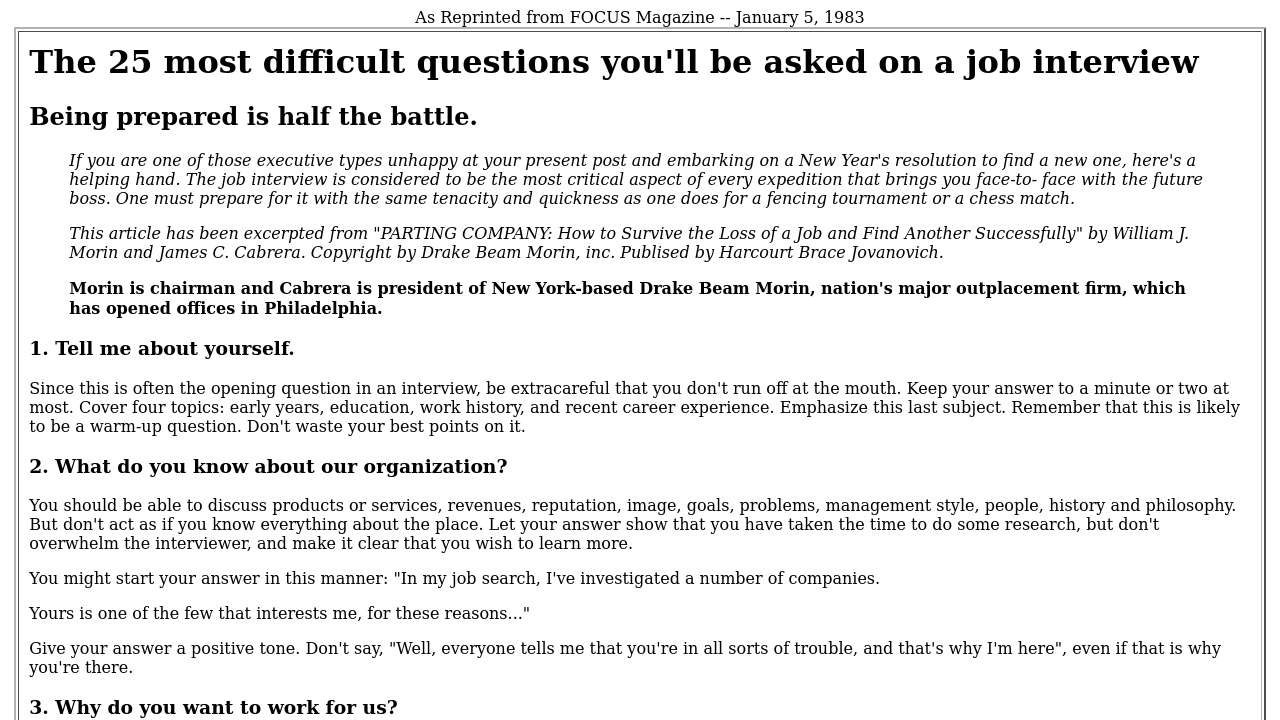 As Reprinted from FOCUS Magazine -- January 5, 1983
The 25 most difficult questions you'll be asked on a job interview
Being prepared is half the battle.
If you are one of those executive types unhappy at your present post and embarking on a New Year's resolution to find a new one, here's a
helping hand. The job interview is considered to be the most critical aspect of every expedition that brings you face-to- face with the future
boss. One must prepare for it with the same tenacity and quickness as one does for a fencing tournament or a chess match.
This article has been excerpted from "PARTING COMPANY: How to Survive the Loss of a Job and Find Another Successfully" by William J.
Morin and James C. Cabrera. Copyright by Drake Beam Morin, inc. Publised by Harcourt Brace Jovanovich.
Morin is chairman and Cabrera is president of New York-based Drake Beam Morin, nation's major outplacement firm, which
has opened offices in Philadelphia.
1. Tell me about yourself.
Since this is often the opening question in an interview, be extracareful that you don't run off at the mouth. Keep your answer to a minute or two at
most. Cover four topics: early years, education, work history, and recent career experience. Emphasize this last subject. Remember that this is likely
to be a warm-up question. Don't waste your best points on it.
2. What do you know about our organization?
You should be able to discuss products or services, revenues, reputation, image, goals, problems, management style, people, history and philosophy.
But don't act as if you know everything about the place. Let your answer show that you have taken the time to do some research, but don't
overwhelm the interviewer, and make it clear that you wish to learn more.
You might start your answer in this manner: "In my job search, I've investigated a number of companies.
Yours is one of the few that interests me, for these reasons..."
Give your answer a positive tone. Don't say, "Well, everyone tells me that you're in all sorts of trouble, and that's why I'm here", even if that is why
you're there.
3. Why do you want to work for us?